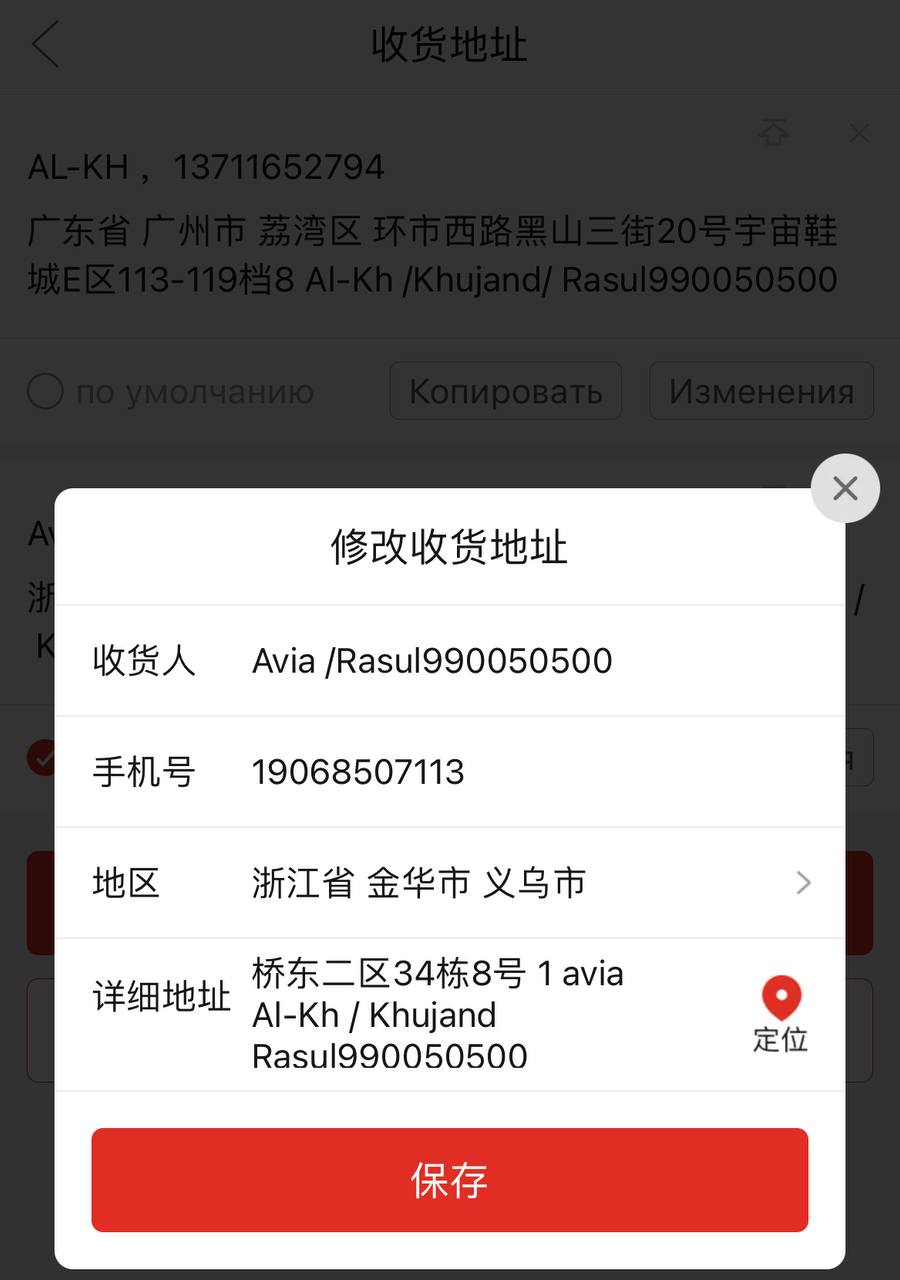 收货地址
AL-KH ，13711652794
广东省 广州市 荔湾区 环市西路黑山三街20号宇宙鞋
城E区113-119档8 Al-Kh /Khujand/ Rasul990050500
по умолчанию
Копировать
Изменения
修改收货地址
收货人 Avia /Rasul990050500
手机号 19068507113
地区 浙江省 金华市 义乌市
详细地址 桥东二区34栋8号 1 avia
Al-Kh / Khujand
Rasul990050500
定位
保存